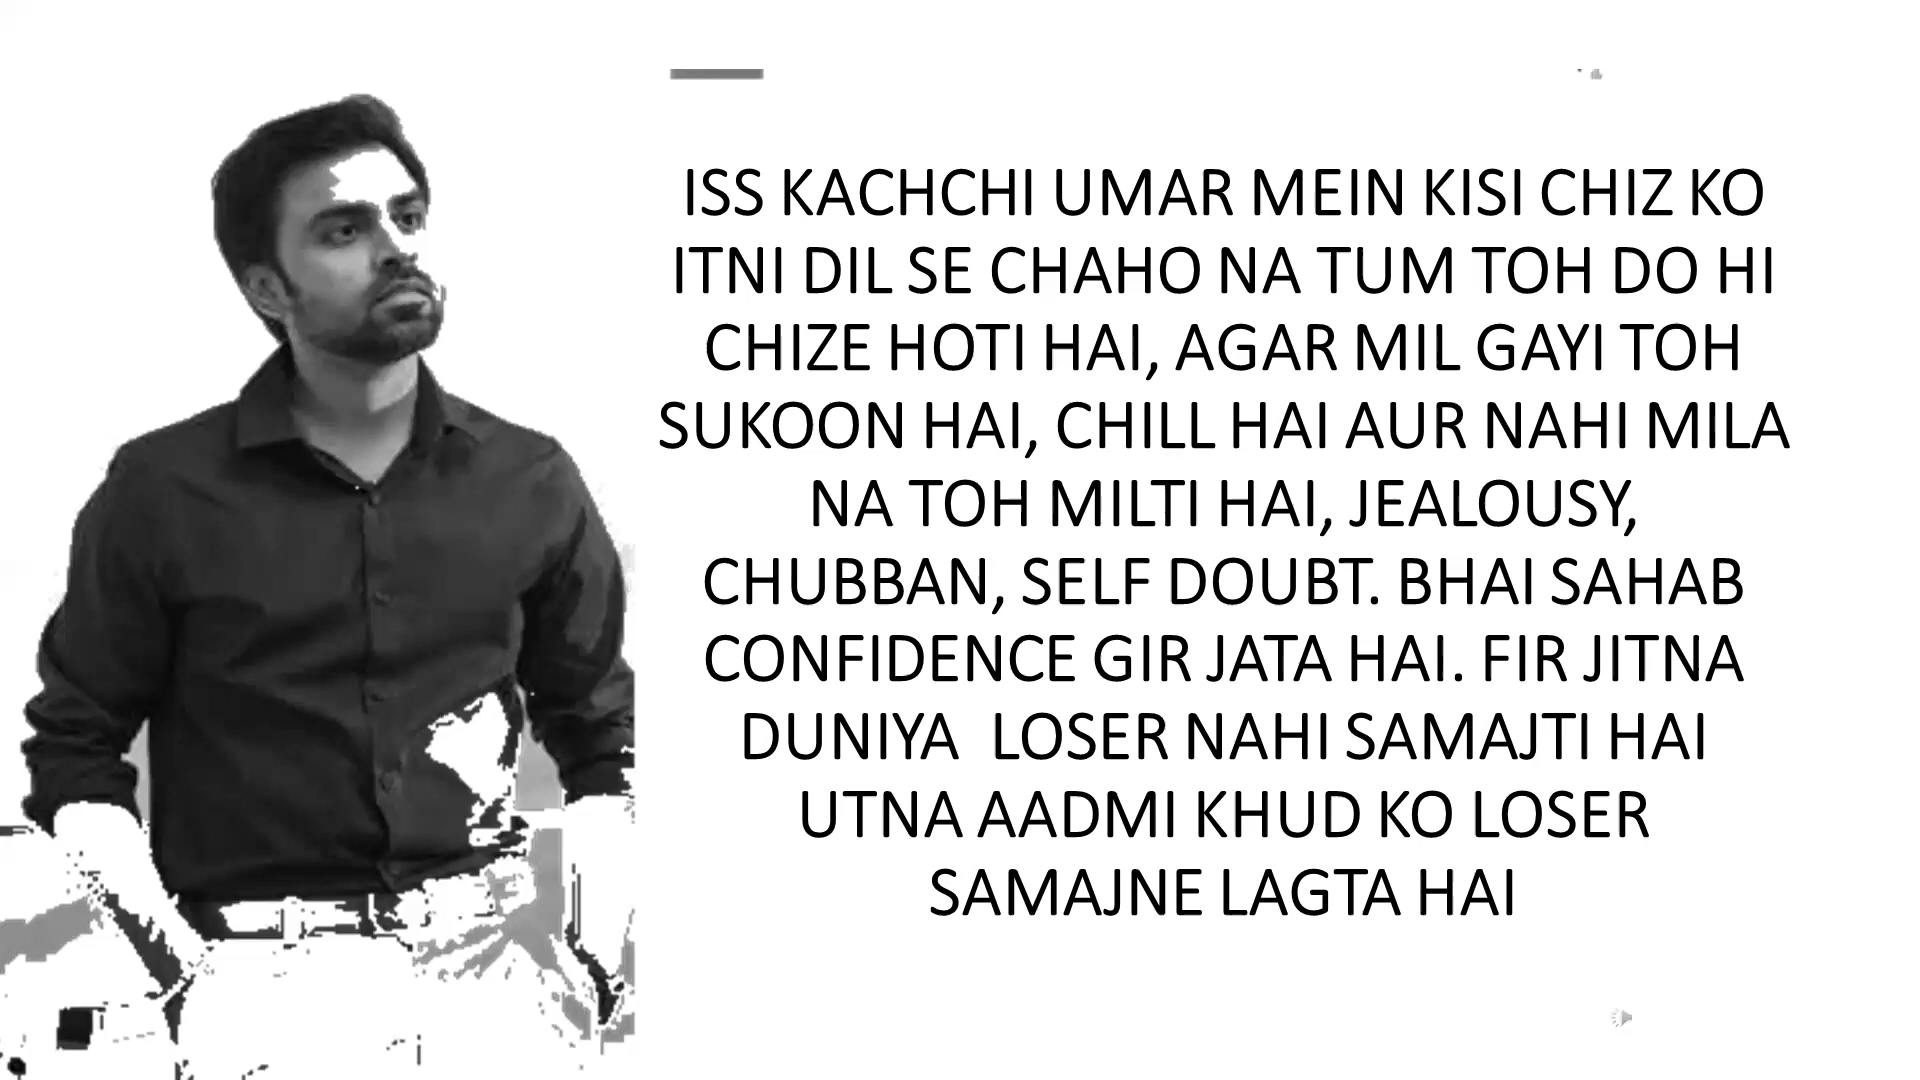 ISS KACHCHI UMAR MEIN KISI CHIZ KO
ITNI DIL SE CHAHO NA TUM TOH DO HI
CHIZE HOTI HAI, AGAR MIL GAYI TOH
SUKOON HAI, CHILL HAI AUR NAHI MILA
NA TOH MILTI HAI, JEALOUSY,
CHUBBAN, SELF DOUBT. BHAI SAHAB
CONFIDENCE GIR JATA HAI. FIR JITNA
DUNIYA  LOSER NAHI SAMAJTI HAI
UTNA AADMI KHUD KO LOSER
SAMAJNE LAGTA HAI